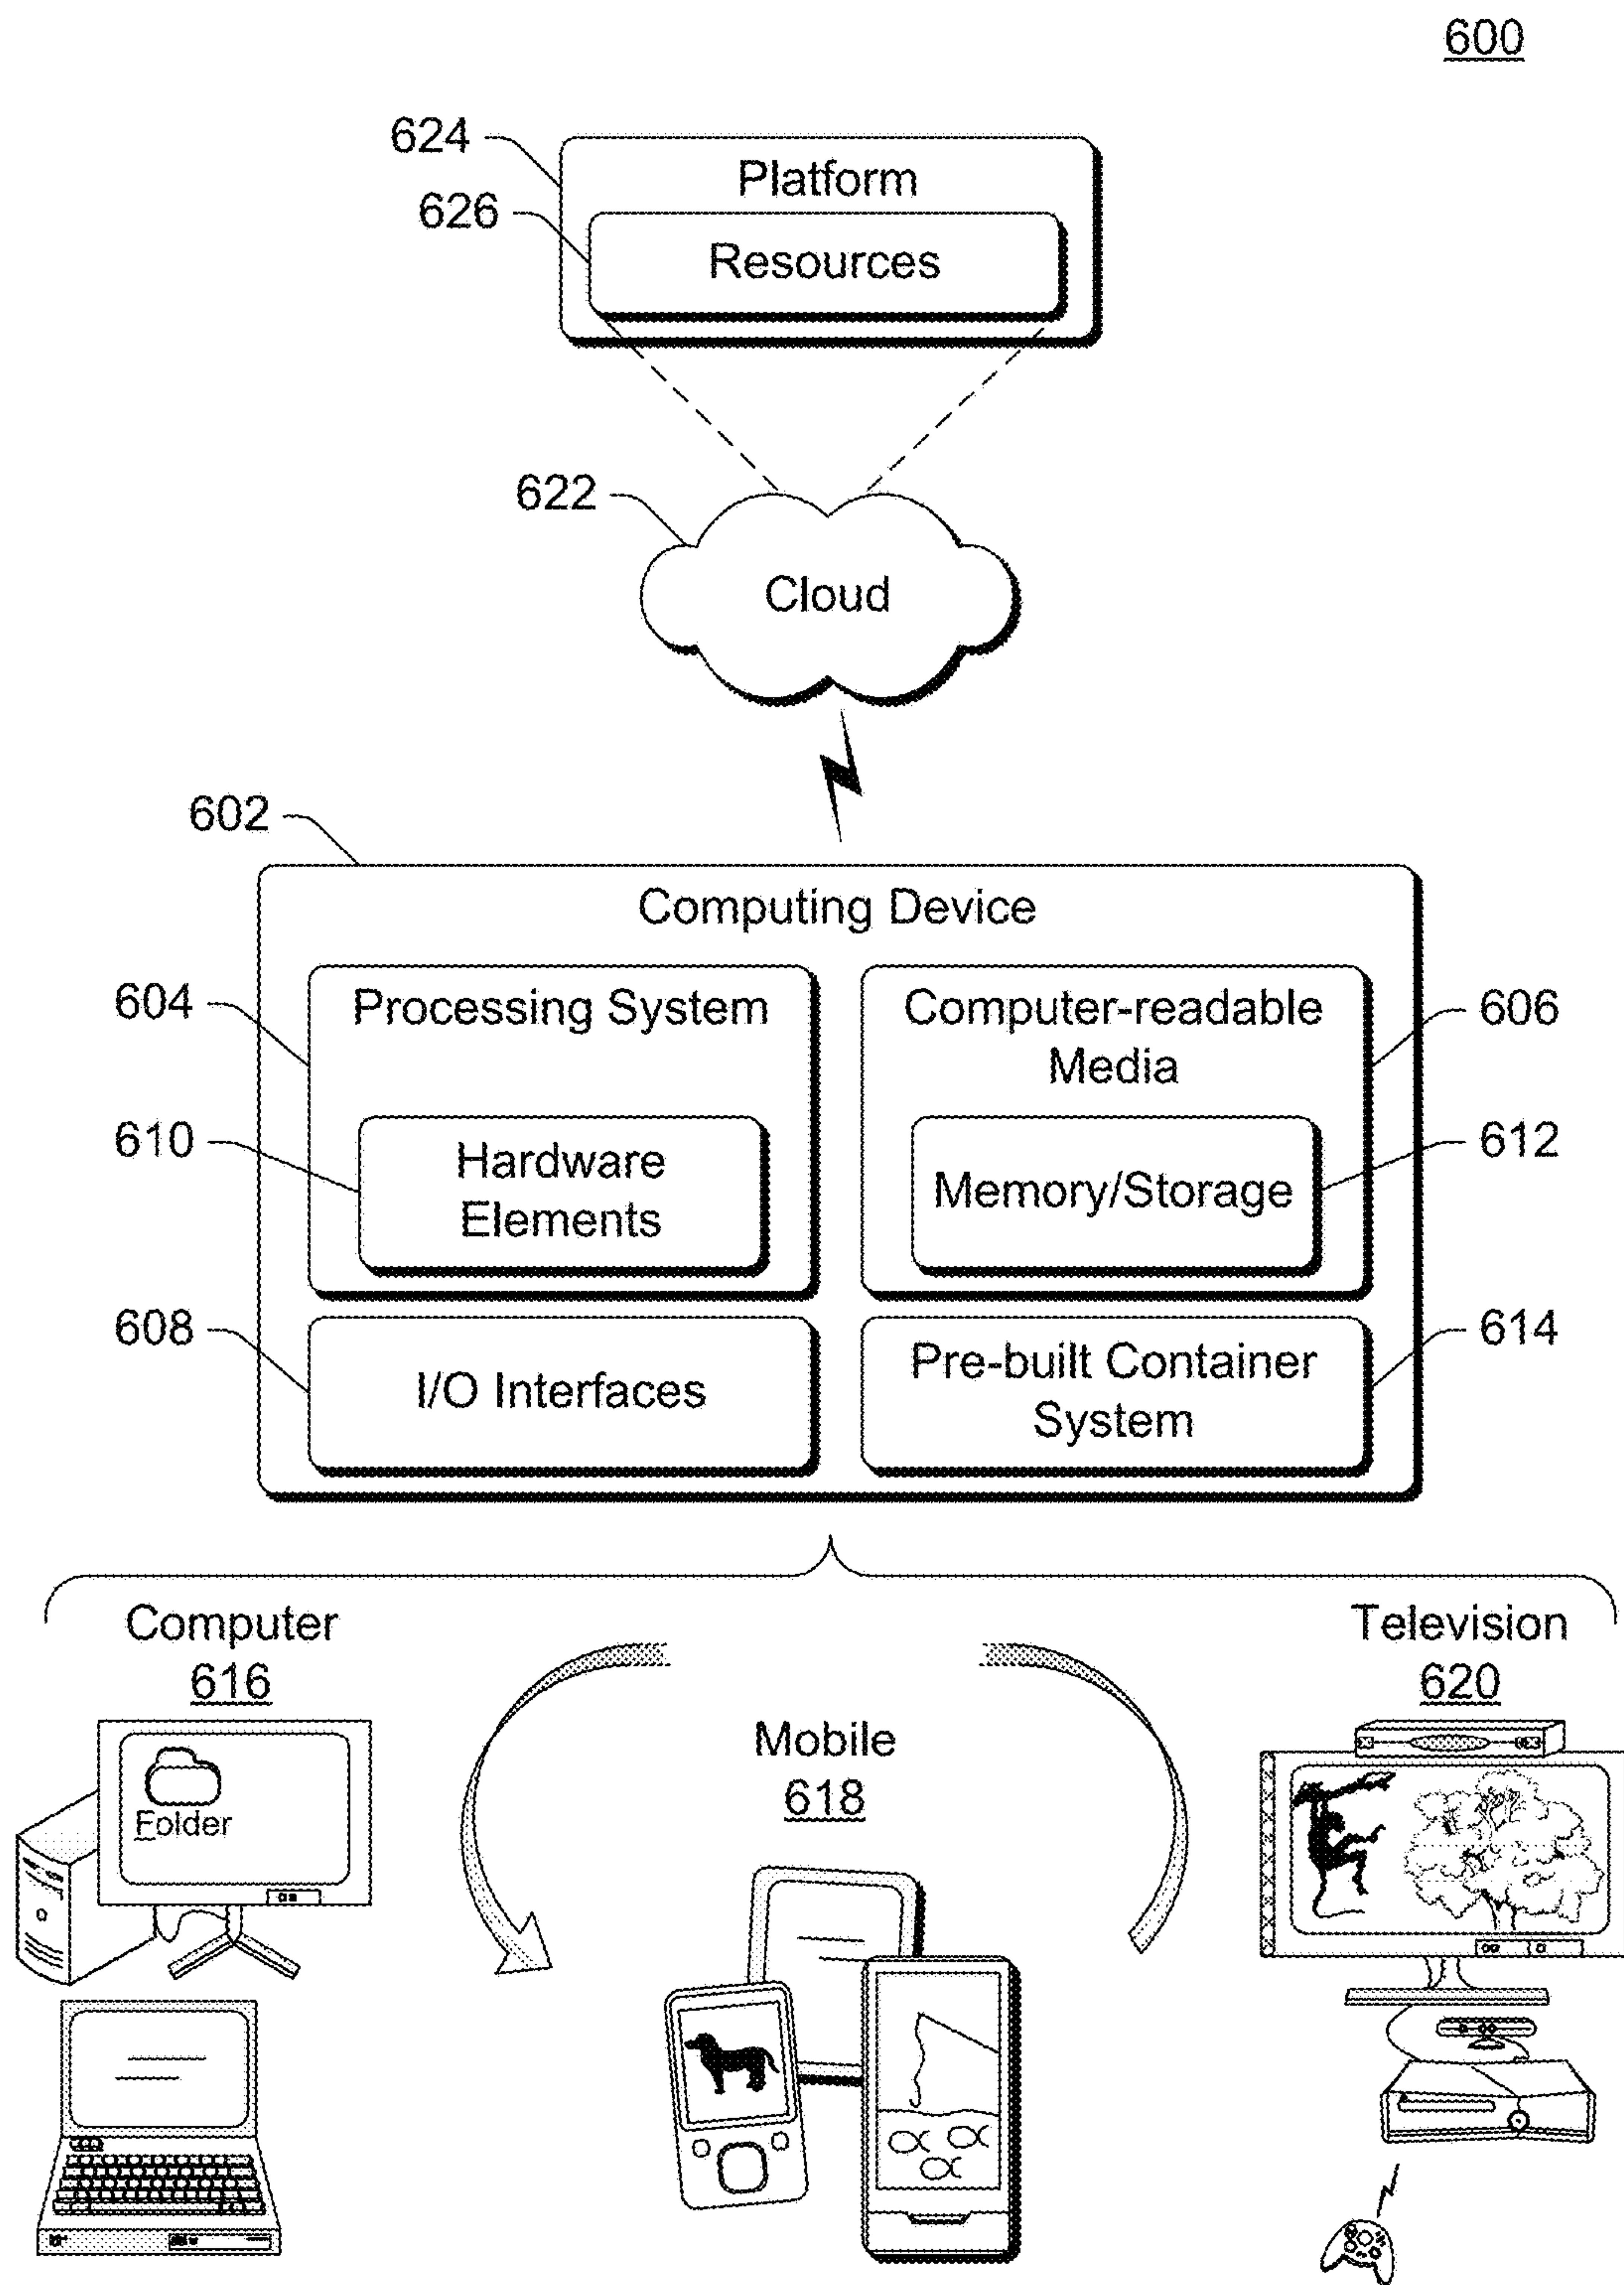 600
624
Platform
626
Resources
622
Cloud
602
Computing Device
604
Processing System
Computer-readable
Media
606
610
Hardware
Elements
Memory/Storage
612
608
I/O Interfaces
Pre-built Container
System
614
Computer
616
Folder
Mobile
618
Television
620